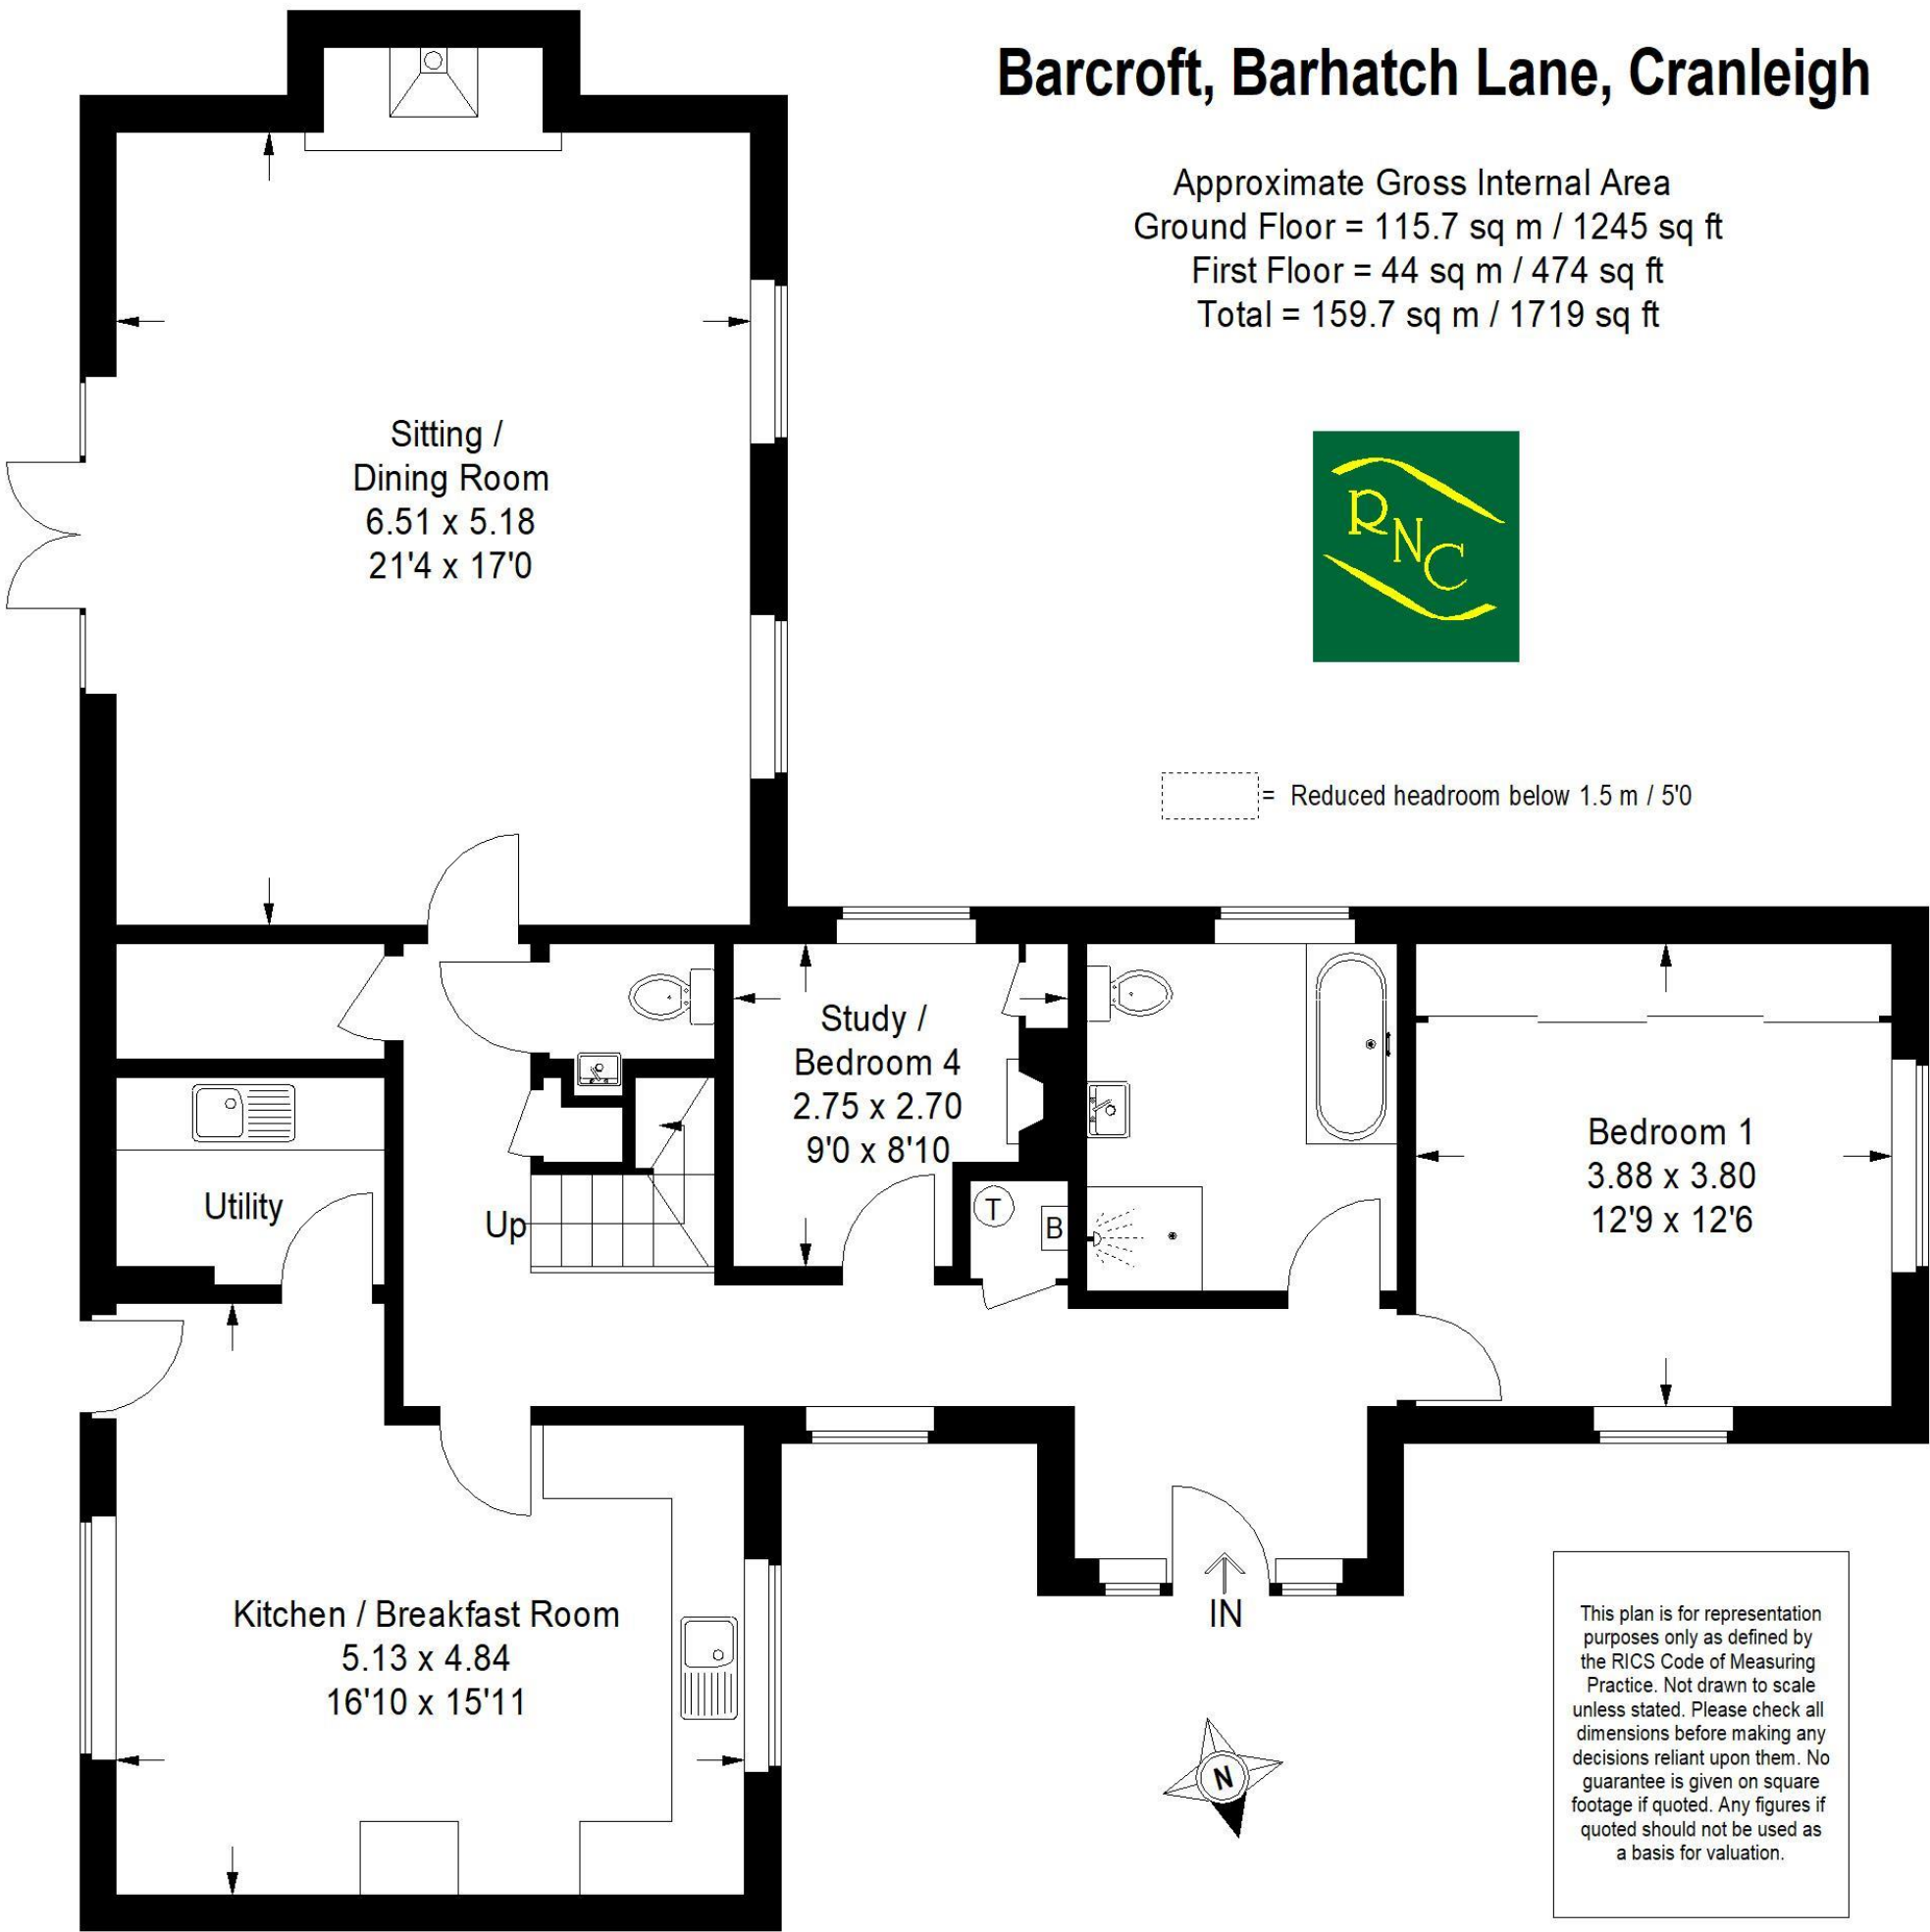 Barcroft, Barhatch Lane, Cranleigh
Approximate Gross Internal Area
Ground Floor = 115.7 sq m / 1245 sq ft
First Floor = 44 sq m / 474 sq ft
Total = 159.7 sq m / 1719 sq ft
RNC
= Reduced headroom below 1.5 m / 5'0
Sitting /
Dining Room
6.51 x 5.18
21'4 x 17'0
Study /
Bedroom 4
2.75 x 2.70
9'0 x 8'10
Bedroom 1
3.88 x 3.80
12'9 x 12'6
Utility
Up
T
B
Kitchen / Breakfast Room
5.13 x 4.84
16'10 x 15'11
IN
N
This plan is for representation
purposes only as defined by
the RICS Code of Measuring
Practice. Not drawn to scale
unless stated. Please check all
dimensions before making any
decisions reliant upon them. No
guarantee is given on square
footage if quoted. Any figures if
quoted should not be used as
a basis for valuation.